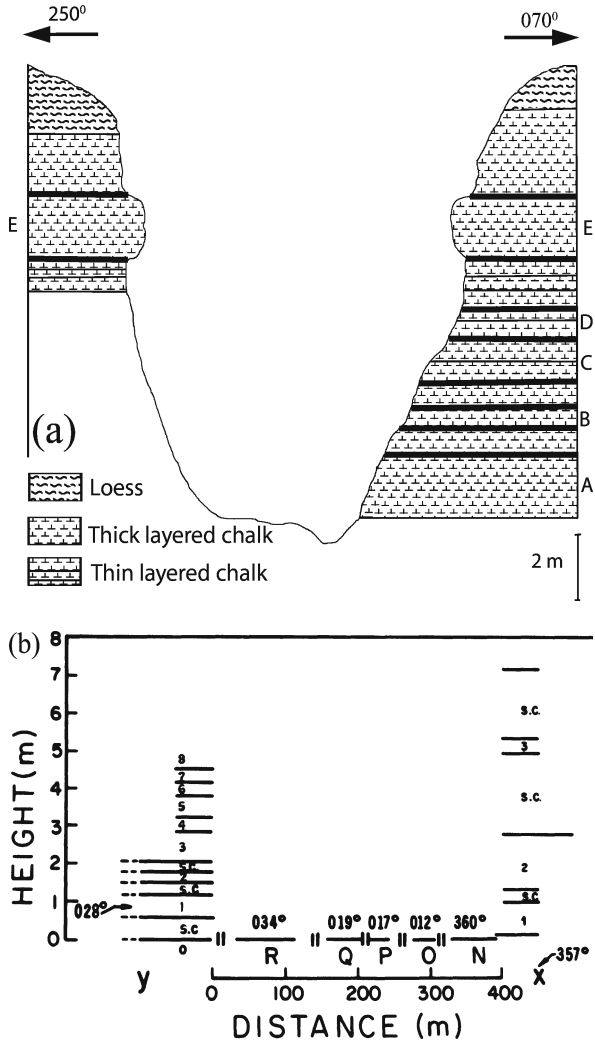 250⁰ 070⁰
E E
D
C
B
A
(a)
Loess
Thick layered chalk
Thin layered chalk
2 m
(b)
8
7
6
5
4
3
2
1
0
HEIGHT (m)
8
7
6
5
4
3
s.c.
2
s.c
1
s.c
0
028°
s.c.
3
s.c.
2
s.c
1
034° 019° 017° 012° 360°
R Q P O N
y x 357°
0 100 200 300 400
DISTANCE (m)